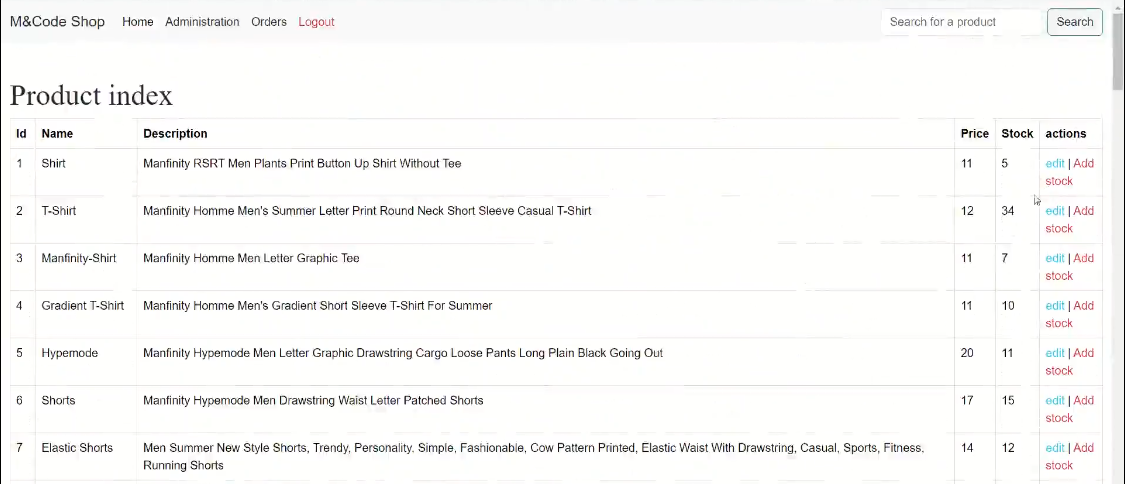 M&Code Shop Home Administration Orders Logout Search for a product Search
Product index
Id Name Description Price Stock actions
1 Shirt Manfinity RSRT Men Plants Print Button Up Shirt Without Tee 11 5 edit | Add
stock
2 T-Shirt Manfinity Homme Men's Summer Letter Print Round Neck Short Sleeve Casual T-Shirt 12 34 edit | Add
stock
3 Manfinity-Shirt Manfinity Homme Men Letter Graphic Tee 11 7 edit | Add
stock
4 Gradient T-Shirt Manfinity Homme Men's Gradient Short Sleeve T-Shirt For Summer 11 10 edit | Add
stock
5 Hypemode Manfinity Hypemode Men Letter Graphic Drawstring Cargo Loose Pants Long Plain Black Going Out 20 11 edit | Add
stock
6 Shorts Manfinity Hypemode Men Drawstring Waist Letter Patched Shorts 17 15 edit | Add
stock
7 Elastic Shorts Men Summer New Style Shorts, Trendy, Personality, Simple, Fashionable, Cow Pattern Printed, Elastic Waist With Drawstring, Casual, Sports, Fitness, 14 12 edit | Add
Running Shorts stock